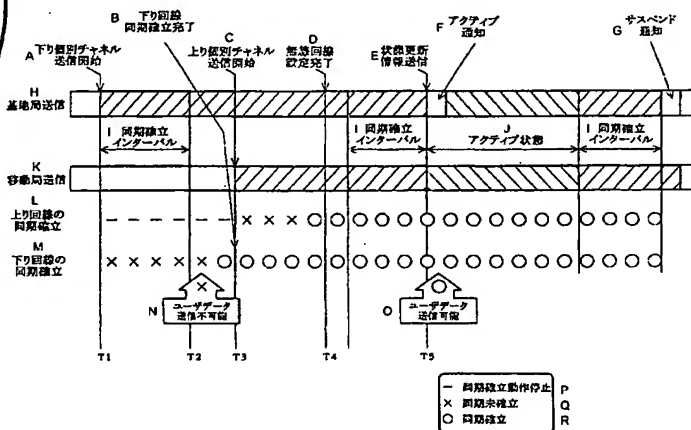 B 下り回線
同期確立完了
A 下り個別チャネル
送信開始
C
上り個別チャネル
送信開始
D
無線回線
設定完了
E 状態更新
情報送信
F アクティブ
通知
G サスペンド
通知
H
基地局送信
I 同期確立
インターバル
I 同期確立
インターバル
J
アクティブ状態
I 同期確立
インターバル
K
移動局送信
L
上り回線の
同期確立
M
下り回線の
同期確立
N ユーザデータ
送信不可能
O ユーザデータ
送信可能
T1 T2 T3 T4 T5
− 同期確立動作停止 P
× 同期未確立 Q
○ 同期確立 R